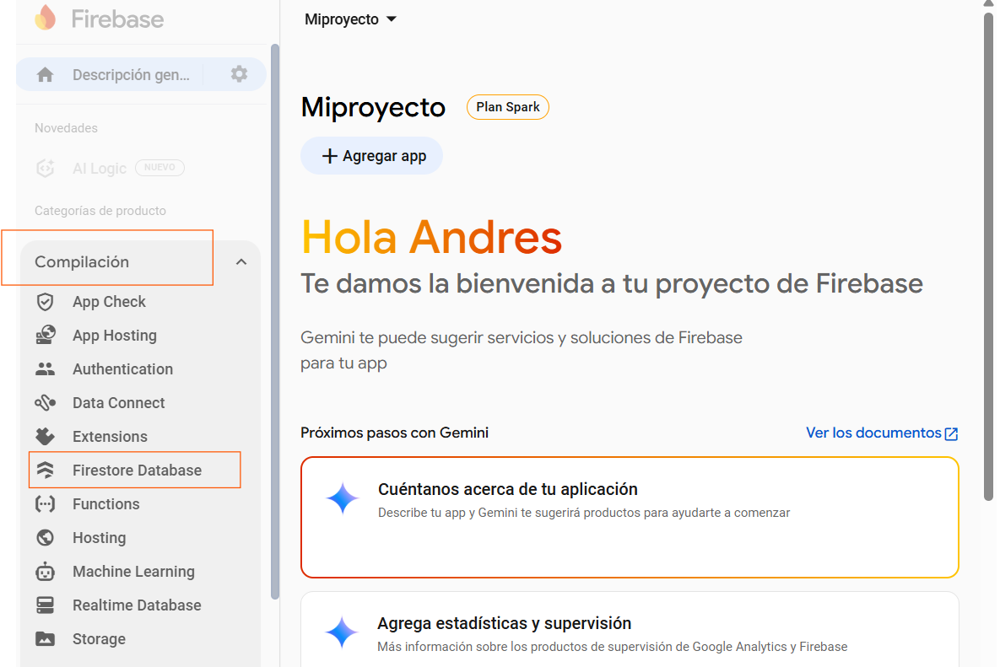 Firebase
Descripción gen...
Novedades
AI Logic NUEVO
Categorías de producto
Compilación
App Check
App Hosting
Authentication
Data Connect
Extensions
Firestore Database
Functions
Hosting
Machine Learning
Realtime Database
Storage
Miproyecto
Miproyecto Plan Spark
+ Agregar app
Hola Andres
Te damos la bienvenida a tu proyecto de Firebase
Gemini te puede sugerir servicios y soluciones de Firebase
para tu app
Próximos pasos con Gemini Ver los documentos
Cuéntanos acerca de tu aplicación
Describe tu app y Gemini te sugerirá productos para ayudarte a comenzar
Agrega estadísticas y supervisión
Más información sobre los productos de supervisión de Google Analytics y Firebase